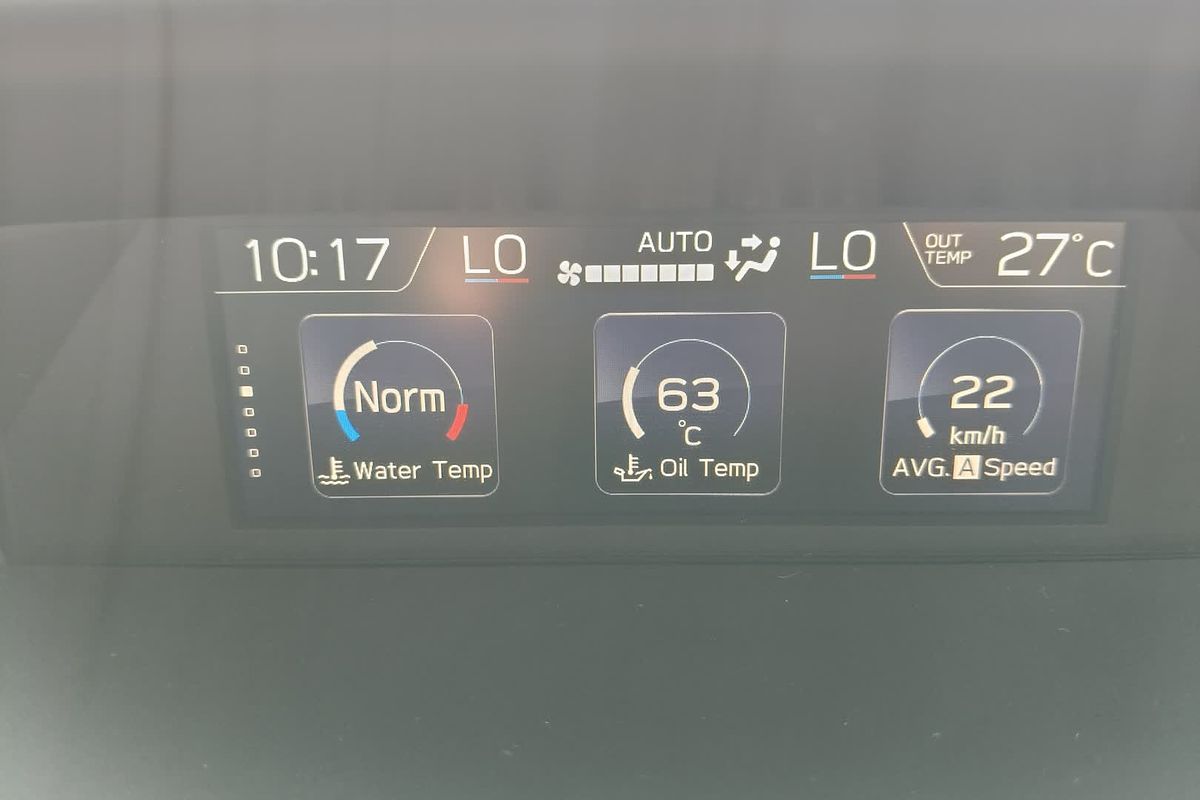 10:17
LO
AUTO
LO
OUT
TEMP
27°C
Norm
Water Temp
63
°C
Oil Temp
22
km/h
AVG. A Speed